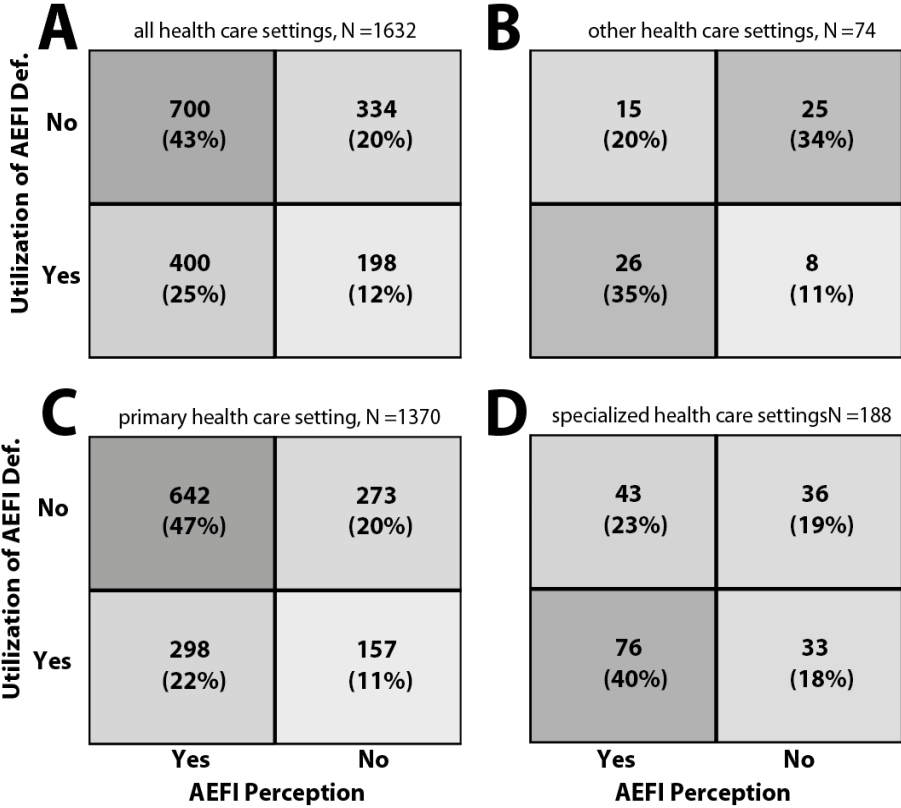 A all health care settings, N =1632
Utilization of AEFI Def.
No
700
(43%)
334
(20%)
Yes
400
(25%)
198
(12%)
B other health care settings, N =74
15
(20%)
25
(34%)
26
(35%)
8
(11%)
C primary health care setting, N =1370
Utilization of AEFI Def.
No
642
(47%)
273
(20%)
Yes
298
(22%)
157
(11%)
Yes No
AEFI Perception
D specialized health care settingsN =188
43
(23%)
36
(19%)
76
(40%)
33
(18%)
Yes No
AEFI Perception